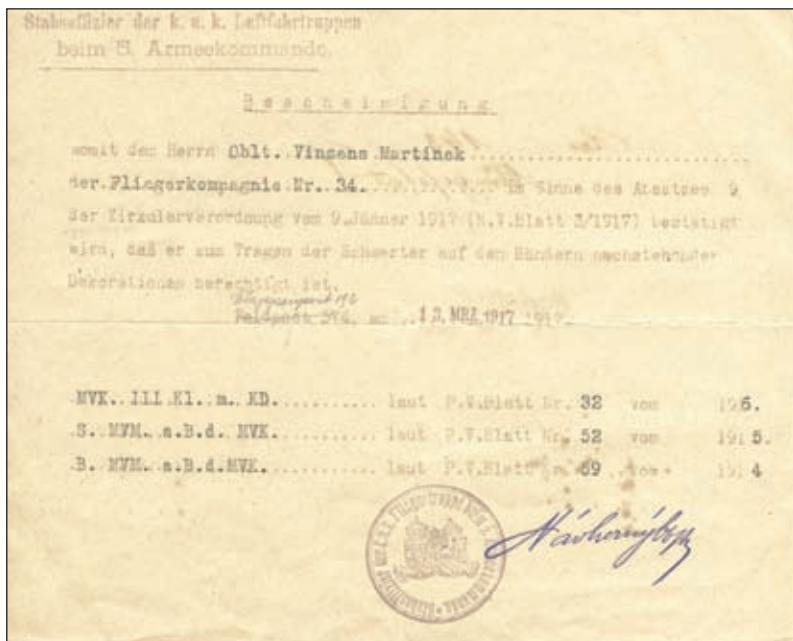 Stabsoffizier der k. u. k. Luftfahrtruppen
beim 5. Armeekommando.
Bescheinigung
womit dem Herrn Oblt. Vinzenz Martinek
der Fliegerkompagnie Nr. 34. im Sinne des Absatzes 9
der Zirkularverordnung vom 9.Jänner 1917 (N.V.Blatt 3/1917) bestätigt
wird, daß er zum Tragen der Schwerter auf den Bändern nachstehender
Dekorationen berechtigt ist.
Feldpost am 1917
MVK. III Kl. m. KD. laut P.V.Blatt Nr. 32 vom 1916.
S. MVM. a.B.d. MVK. laut P.V.Blatt Nr. 52 vom 1915.
B. MVM. a.B.d.MVK. laut P.V.Blatt Nr. 69 vom 1914